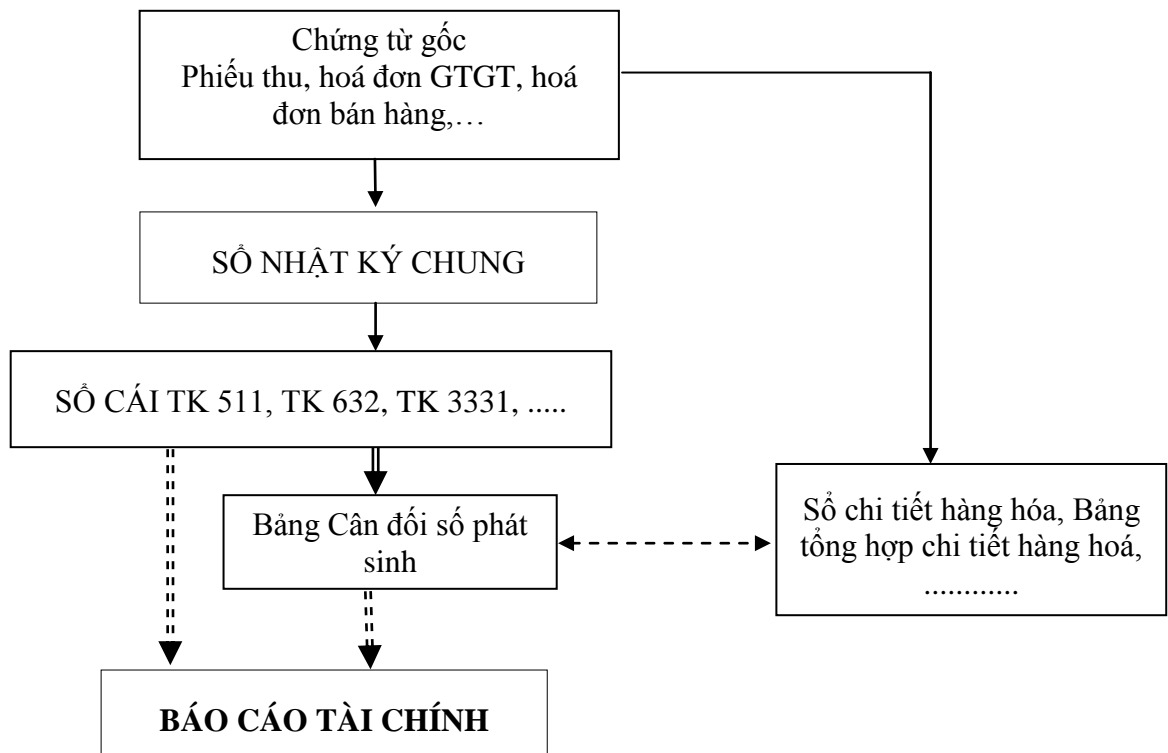 Chứng từ gốc
Phiếu thu, hoá đơn GTGT, hoá
đơn bán hàng,…
SỔ NHẬT KÝ CHUNG
SỔ CÁI TK 511, TK 632, TK 3331, .....
Bảng Cân đối số phát
sinh
Sổ chi tiết hàng hóa, Bảng
tổng hợp chi tiết hàng hoá,
............
BÁO CÁO TÀI CHÍNH